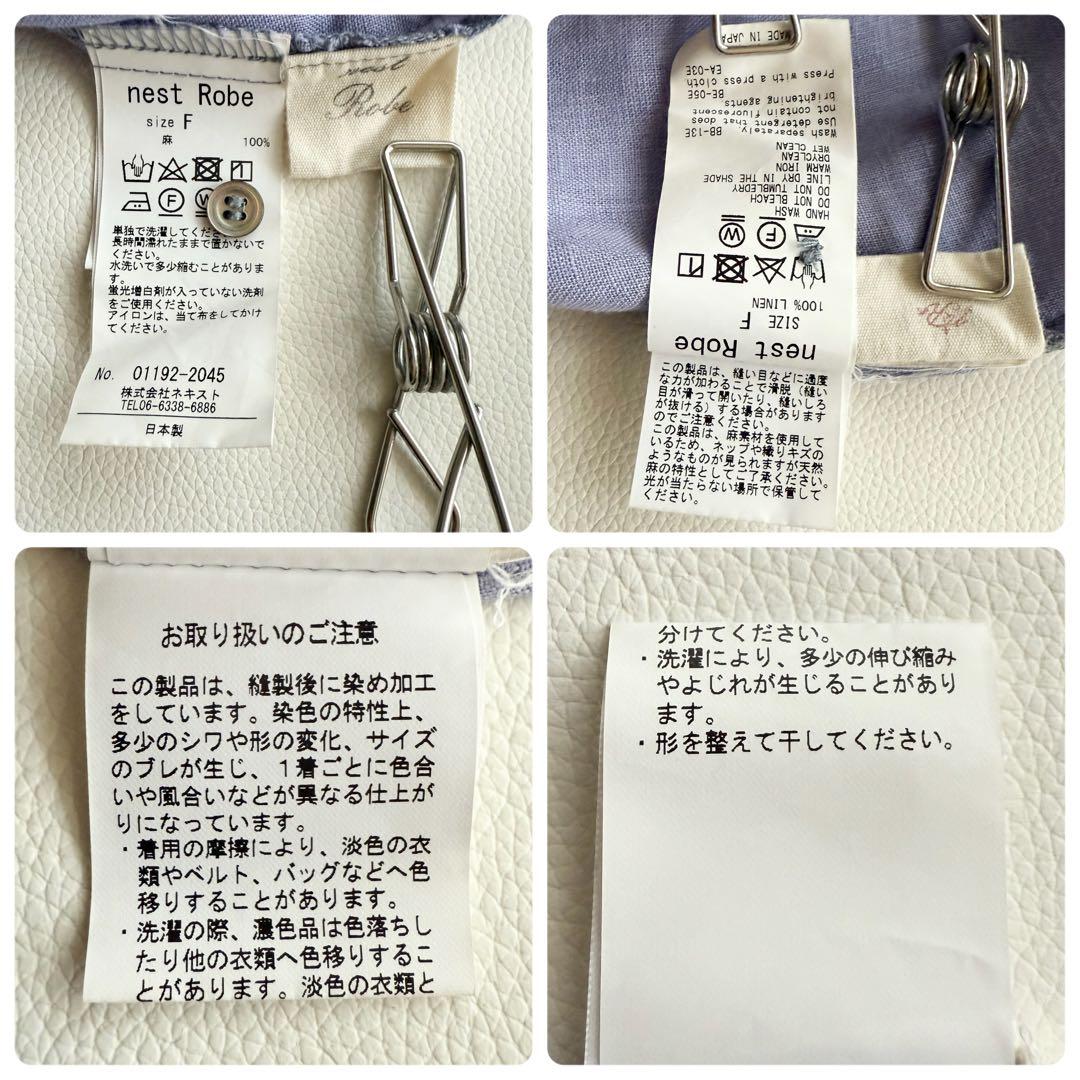 nest Robe
size F
麻
100%
単独で洗濯してくださ
長時間濡れたままで置かないで
ください。
水洗いで多少縮むことがありま
す。
蛍光増白剤が入っていない洗剤
をご使用ください。
アイロンは、当て布をしてかけ
てください。
No. 01192-2045
株式会社ネキスト
TEL06-6338-6886
日本製
nest
Robe
nest Robe
SIZE F
100% LINEN
HAND WASH
DO NOT BLEACH
DO NOT TUMBLEDRY
LINE DRY IN THE SHADE
WARM IRON
DRYCLEAN
WET CLEAN
Wash separately. BB-13E
Use detergent that does
not contain fluorescent
brightening agents
BE-05E
Press with a press cloth
EA-03E
MADE IN JAPA
この製品は、縫い目などに過度
な力が加わることで滑脱（縫い
目が滑って開いたり、縫いしろ
が抜ける）する場合があります
のでご注意ください。
この製品は、麻素材を使用して
いるため、ネップや織りキズの
ようなものが見られますが天然
麻の特性としてご了承ください。
光が当たらない場所で保管して
ください。
お取り扱いのご注意
この製品は、縫製後に染め加工
をしています。染色の特性上、
多少のシワや形の変化、サイズ
のブレが生じ、1着ごとに色合
いや風合いなどが異なる仕上が
りになっています。
・着用の摩擦により、淡色の衣
類やベルト、バッグなどへ色
移りすることがあります。
・洗濯の際、濃色品は色落ちし
たり他の衣類へ色移りするこ
とがあります。淡色の衣類と
分けてください。
・洗濯により、多少の伸び縮み
やよじれが生じることがあり
ます。
・形を整えて干してください。